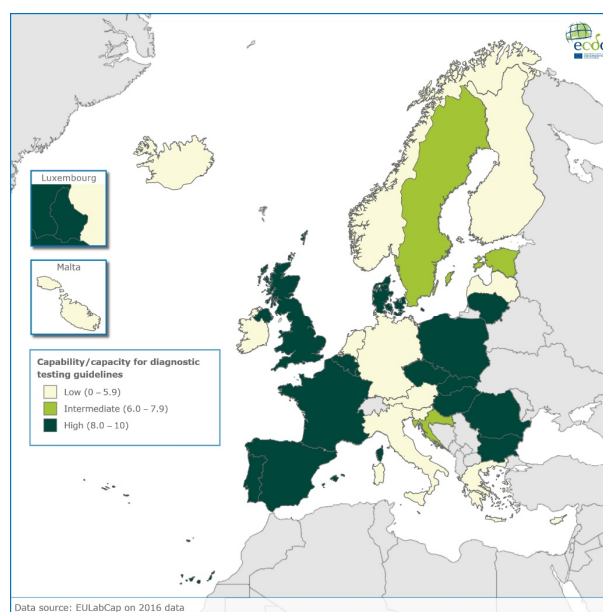 ecdc
Luxembourg
Malta
Capability/capacity for diagnostic
testing guidelines
Low (0 – 5.9)
Intermediate (6.0 – 7.9)
High (8.0 – 10)
Data source: EULabCap on 2016 data